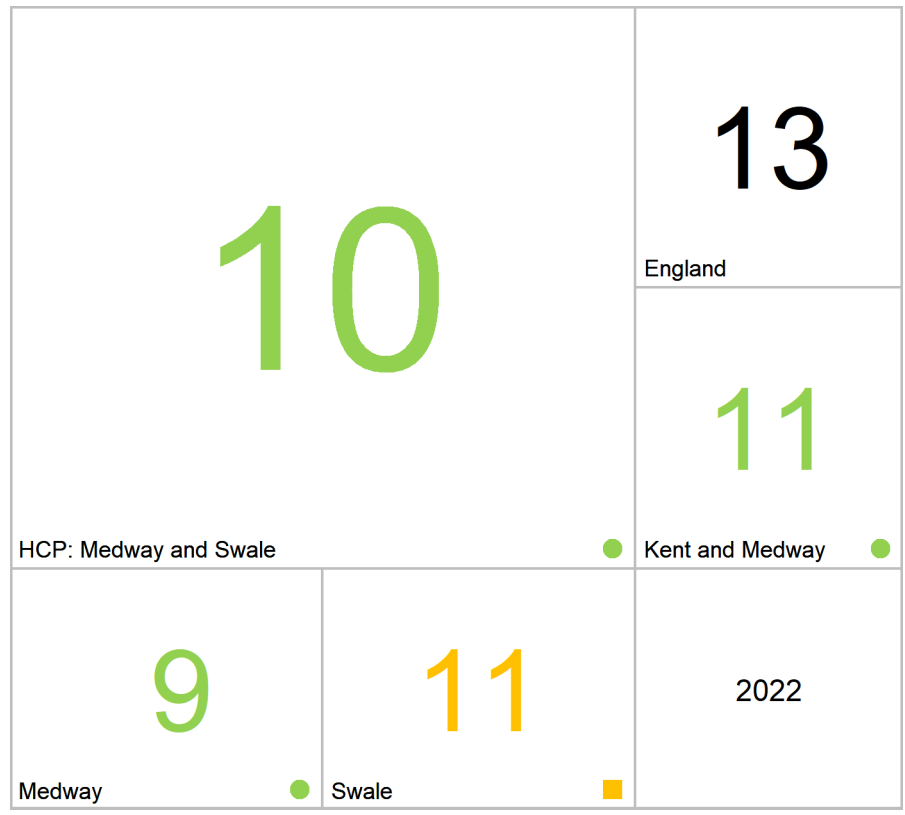 10
HCP: Medway and Swale
13
England
11
Kent and Medway
9
Medway
11
Swale
2022